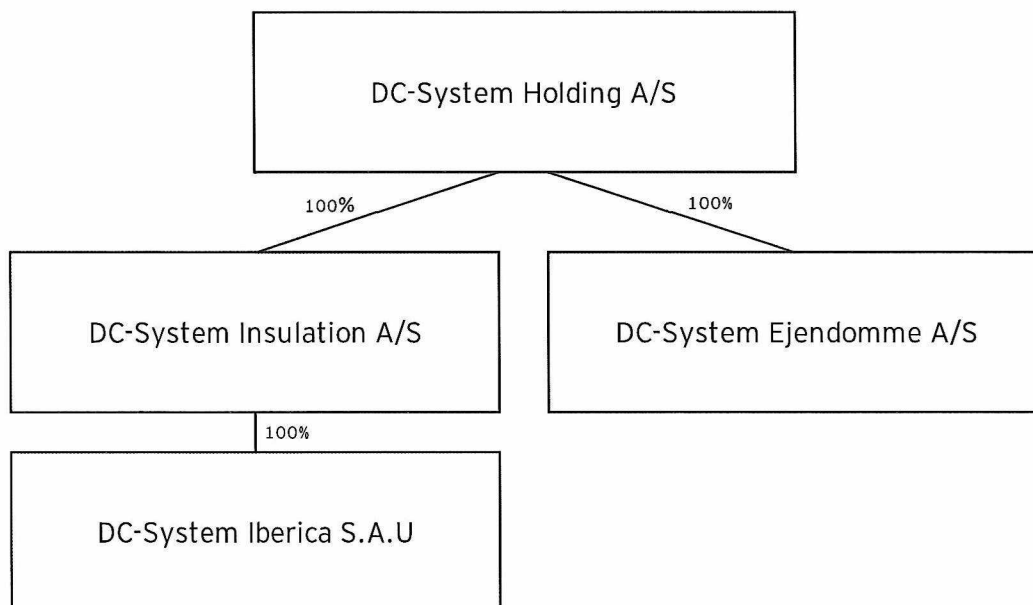 DC-System Holding A/S
100%
100%
DC-System Insulation A/S
DC-System Ejendomme A/S
100%
DC-System Iberica S.A.U